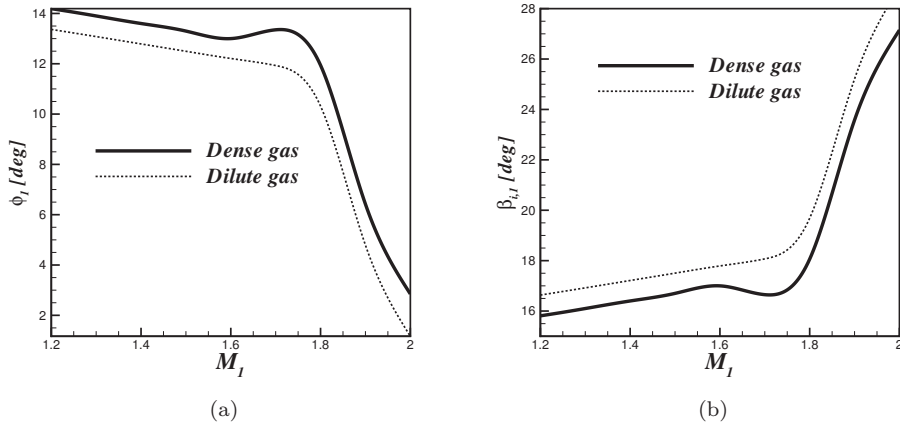 14
12
10
8
6
4
2
ϕ₁ [deg]
Dense gas
Dilute gas
1.2 1.4 1.6 1.8 2
M₁
(a)
28
26
24
22
20
18
16
β_{i,1} [deg]
Dense gas
Dilute gas
1.2 1.4 1.6 1.8 2
M₁
(b)